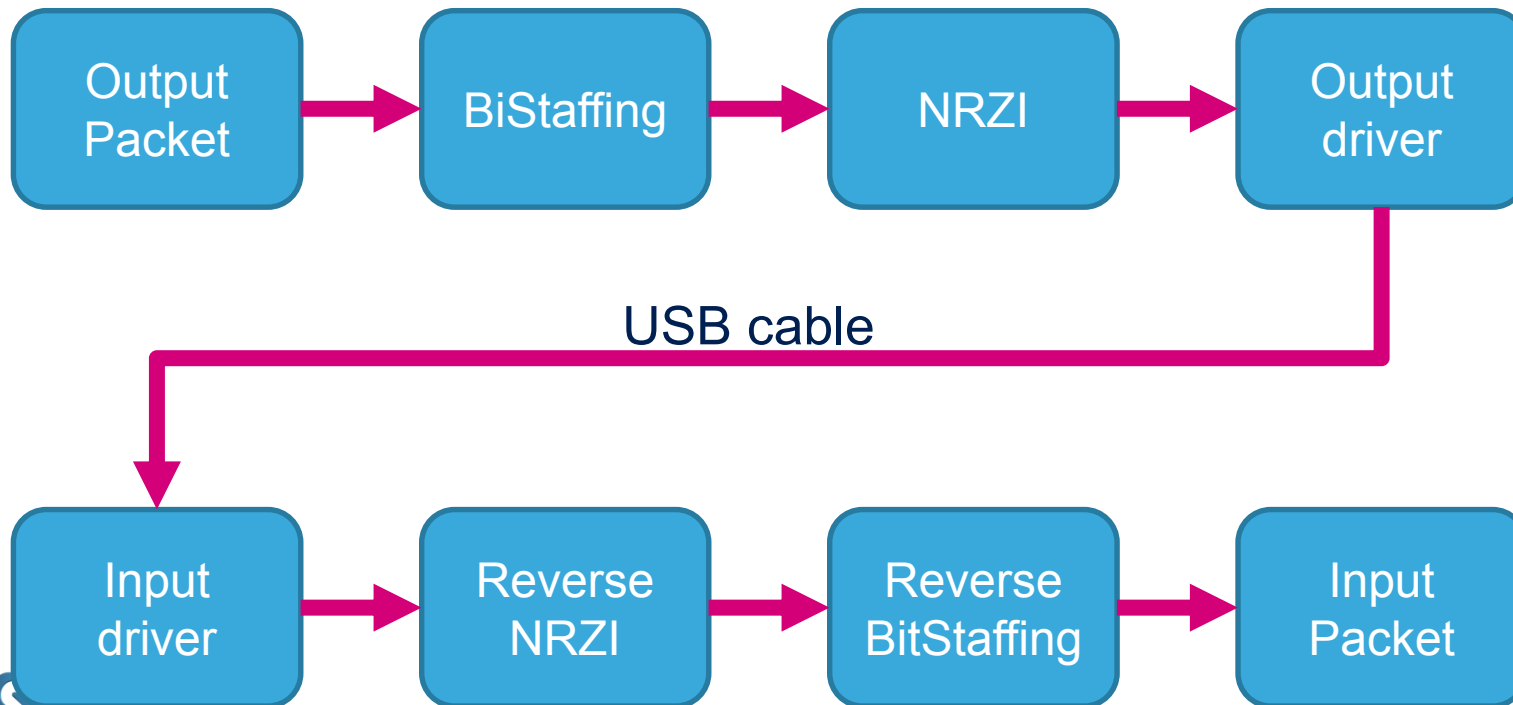 Output
Packet
BiStaffing
NRZI
Output
driver
USB cable
Input
driver
Reverse
NRZI
Reverse
BitStaffing
Input
Packet